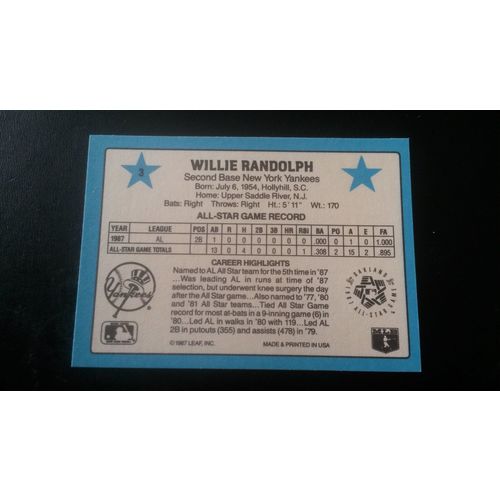 3
WILLIE RANDOLPH
Second Base New York Yankees
Born: July 6, 1954, Hollyhill, S.C.
Home: Upper Saddle River, N.J.
Bats: Right Throws: Right Ht.: 5' 11" Wt.: 170
ALL-STAR GAME RECORD
YEAR LEAGUE POS AB R H 2B 3B HR RBI BA PO A E FA
1987 AL 2B 1 0 0 0 0 0 0 .000 0 1 0 1.000
ALL-STAR GAME TOTALS 13 0 4 0 0 0 1 .308 2 15 2 .895
CAREER HIGHLIGHTS
Named to AL All Star team for the 5th time in '87
...Was leading AL in runs at time of '87
selection, but underwent knee surgery the day
after the All Star game...Also named to '77, '80
and '81 All Star teams...Tied All Star Game record
for most at-bats in a 9-inning game (6) in
'80...Led AL in walks in '80 with 119...Led AL
2B in putouts (355) and assists (478) in '79.
Yankees
OAKLAND
ALL-STAR
©1987 LEAF, INC.
MADE & PRINTED IN USA